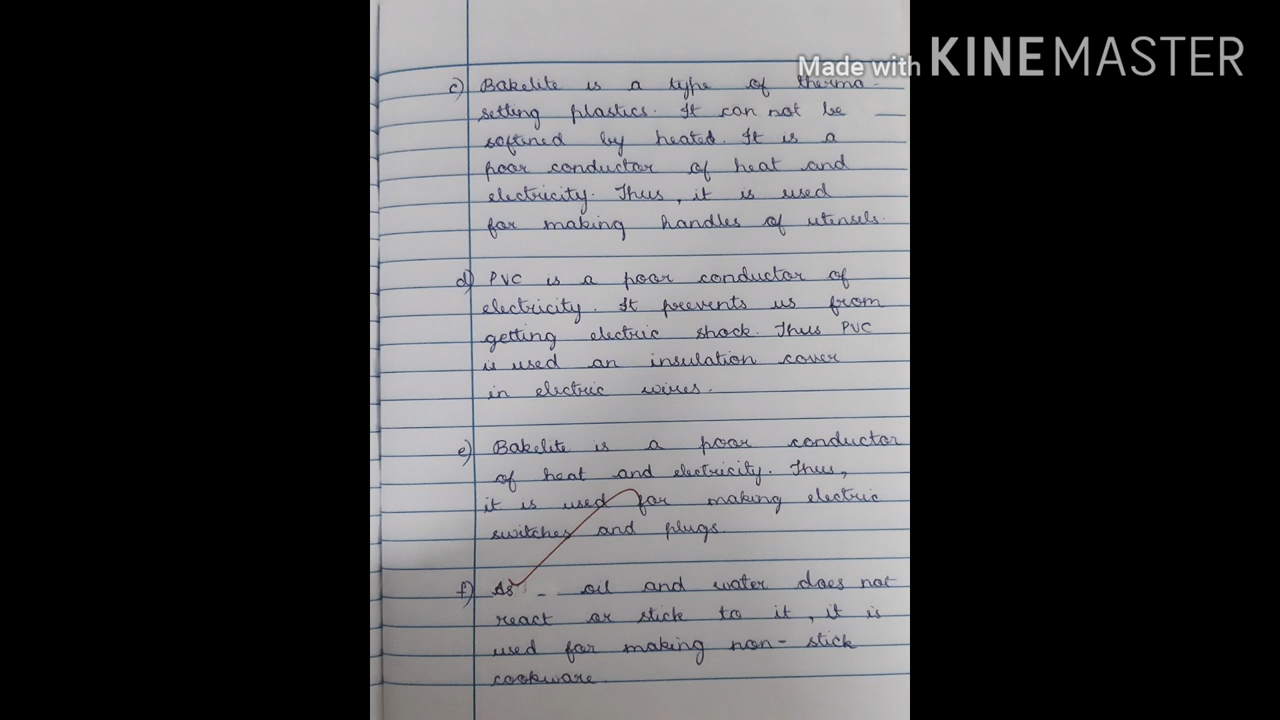 Made with KINEMASTER
c) Bakelite is a type of thermo-
setting plastics. It can not be
softined by heated. It is a
poor conductor of heat and
electricity. Thus, it is used
for making handles of utensils.
d) PVC is a poor conductor of
electricity. It prevents us from
getting electric shock. Thus PVC
is used an insulation cover
in electric wires.
e) Bakelite is a poor conductor
of heat and electricity. Thus,
it is used for making electric
switches and plugs.
f) As - oil and water does not
react or stick to it, it is
used for making non-stick
cookware.